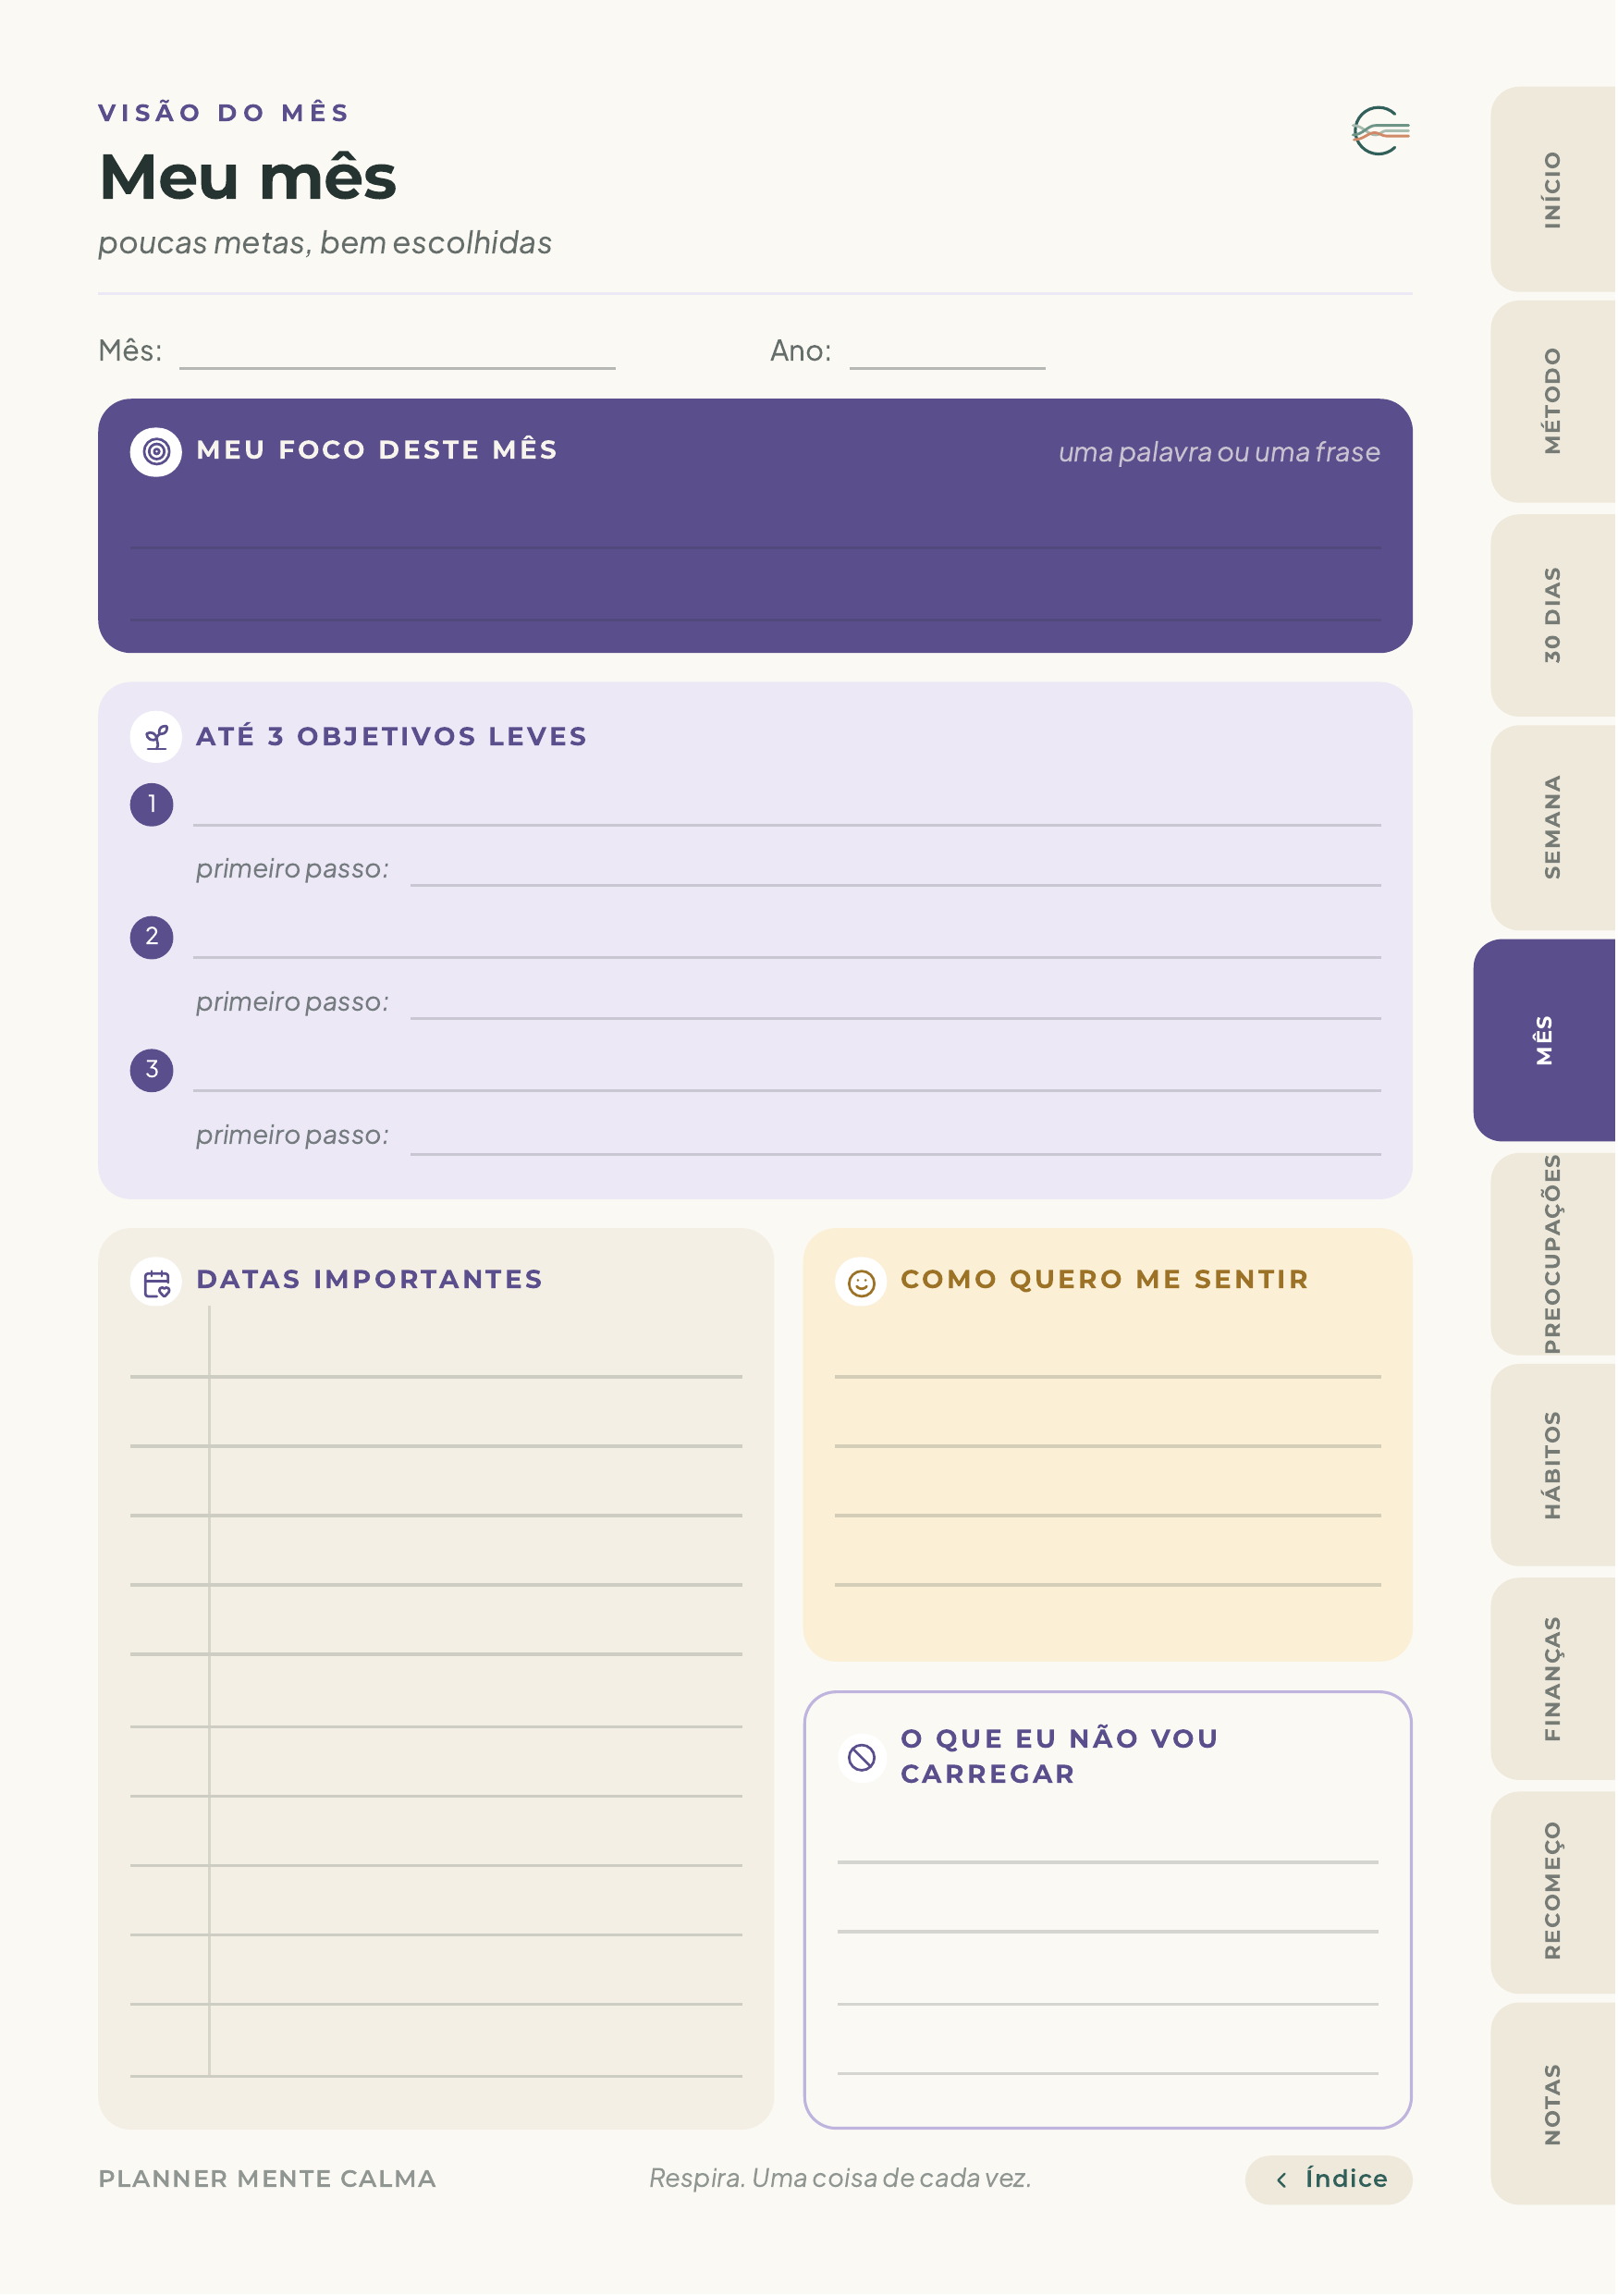 VISÃO DO MÊS
Meu mês
poucas metas, bem escolhidas
Mês:
Ano:
MEU FOCO DESTE MÊS
uma palavra ou uma frase
ATÉ 3 OBJETIVOS LEVES
1
primeiro passo:
2
primeiro passo:
3
primeiro passo:
DATAS IMPORTANTES
COMO QUERO ME SENTIR
O QUE EU NÃO VOU
CARREGAR
PLANNER MENTE CALMA
Respira. Uma coisa de cada vez.
Índice
INÍCIO
MÉTODO
30 DIAS
SEMANA
MÊS
PREOCUPAÇÕES
HÁBITOS
FINANÇAS
RECOMEÇO
NOTAS